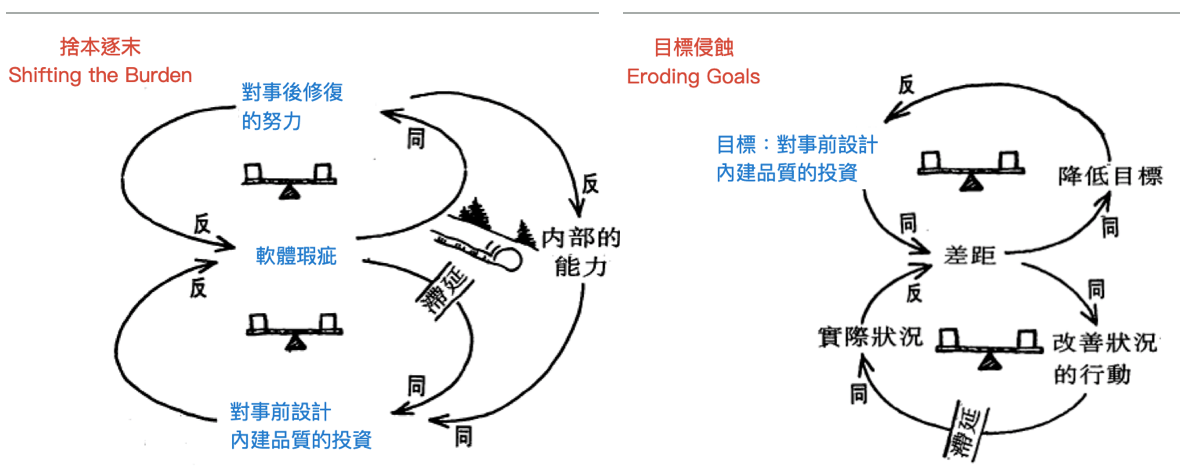 捨本逐末
Shifting the Burden
對事後修復
的努力
同
反
反
軟體瑕疵
内部的
能力
反
滯延
同
對事前設計
內建品質的投資
同
目標侵蝕
Eroding Goals
反
目標：對事前設計
內建品質的投資
降低目標
同
同
差距
反
同
實際狀況
改善狀況
的行動
同
滯延